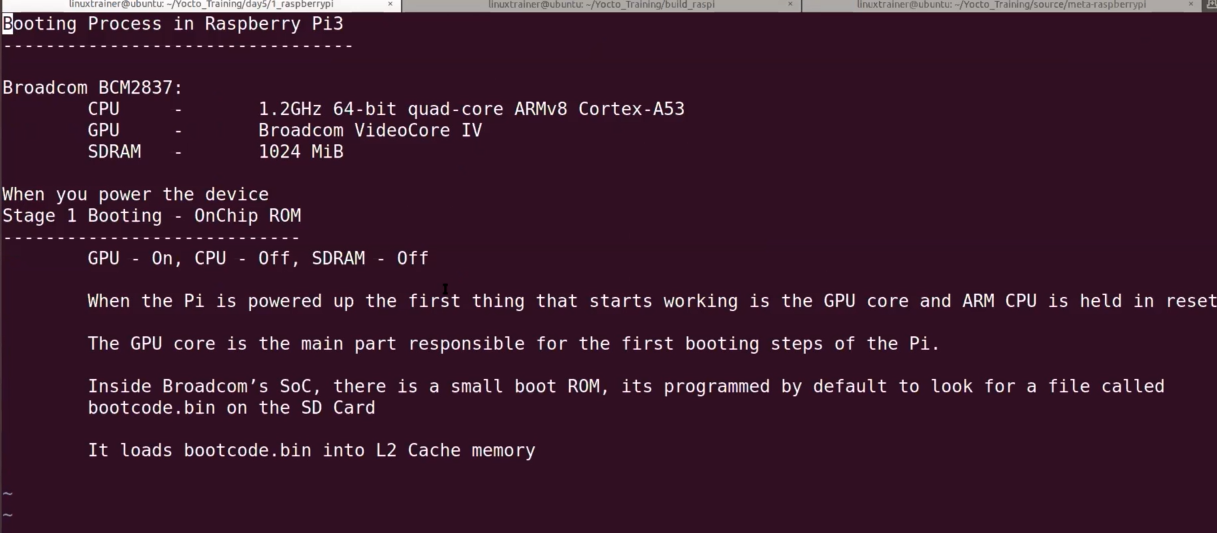 linuxtrainer@ubuntu: ~/Yocto_Training/day5/1_raspberrypi × linuxtrainer@ubuntu: ~/Yocto_Training/build_raspi × linuxtrainer@ubuntu: ~/Yocto_Training/source/meta-raspberrypi ×
Booting Process in Raspberry Pi3
---------------------------------
Broadcom BCM2837:
CPU - 1.2GHz 64-bit quad-core ARMv8 Cortex-A53
GPU - Broadcom VideoCore IV
SDRAM - 1024 MiB
When you power the device
Stage 1 Booting - OnChip ROM
----------------------------
GPU - On, CPU - Off, SDRAM - Off
When the Pi is powered up the first thing that starts working is the GPU core and ARM CPU is held in reset
The GPU core is the main part responsible for the first booting steps of the Pi.
Inside Broadcom’s SoC, there is a small boot ROM, its programmed by default to look for a file called
bootcode.bin on the SD Card
It loads bootcode.bin into L2 Cache memory
~
~